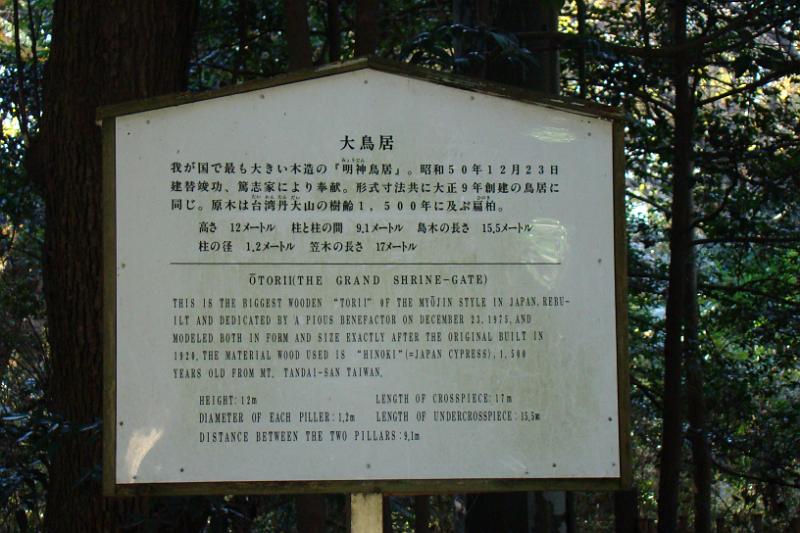 大鳥居
我が国で最も大きい木造の『明神鳥居』。昭和50年12月23日
建替竣功、篤志家により奉献。形式寸法共に大正9年創建の鳥居に
同じ。原木は台湾丹大山の樹齢1,500年に及ぶ扁柏。
高さ 12メートル 柱と柱の間 9.1メートル 島木の長さ 15.5メートル
柱の径 1.2メートル 笠木の長さ 17メートル
ŌTORII(THE GRAND SHRINE-GATE)
THIS IS THE BIGGEST WOODEN "TORII" OF THE MYŌJIN STYLE IN JAPAN, REBU-
ILT AND DEDICATED BY A PIOUS BENEFACTOR ON DECEMBER 23, 1975, AND
MODELED BOTH IN FORM AND SIZE EXACTLY AFTER THE ORIGINAL BUILT IN
1920. THE MATERIAL WOOD USED IS "HINOKI" (=JAPAN CYPRESS), 1,500
YEARS OLD FROM MT. TANDAI-SAN TAIWAN.
HEIGHT: 12m LENGTH OF CROSSPIECE: 17m
DIAMETER OF EACH PILLER: 1.2m LENGTH OF UNDERCROSSPIECE: 15.5m
DISTANCE BETWEEN THE TWO PILLARS: 9.1m